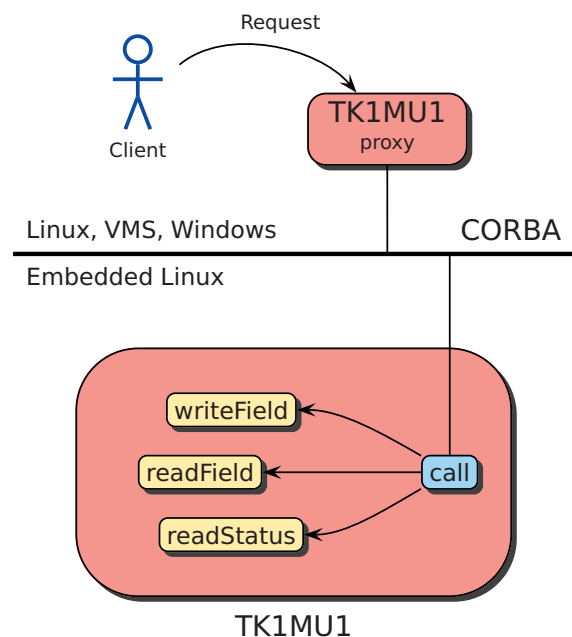 Request
Client
TK1MU1
proxy
Linux, VMS, Windows
CORBA
Embedded Linux
writeField
readField
call
readStatus
TK1MU1